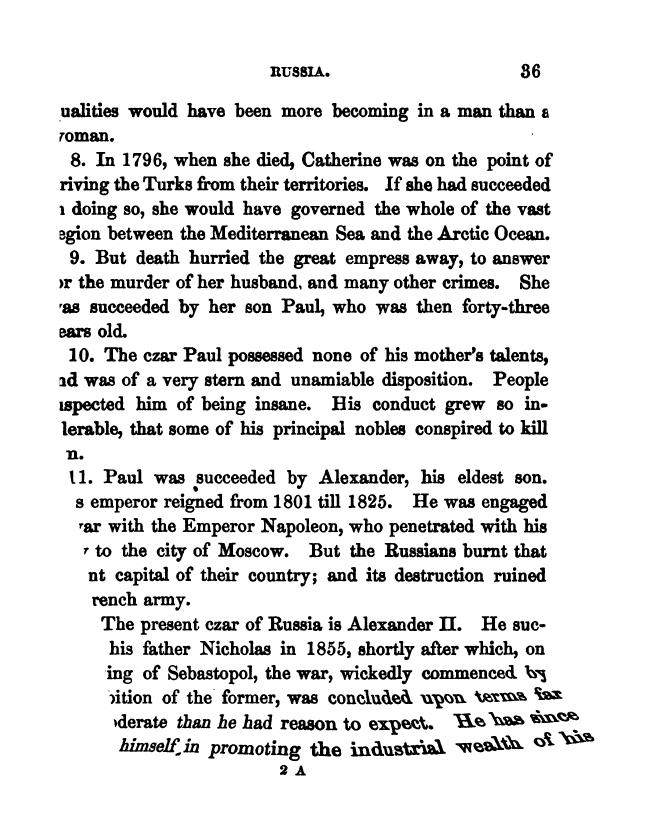 RUSSIA. 36
ualities would have been more becoming in a man than a
roman.
8. In 1796, when she died, Catherine was on the point of
riving the Turks from their territories. If she had succeeded
doing so, she would have governed the whole of the vast
egion between the Mediterranean Sea and the Arctic Ocean.
9. But death hurried the great empress away, to answer
or the murder of her husband, and many other crimes. She
as succeeded by her son Paul, who was then forty-three
ears old.
10. The czar Paul possessed none of his mother's talents,
nd was of a very stern and unamiable disposition. People
uspected him of being insane. His conduct grew so in-
lerable, that some of his principal nobles conspired to kill
n.
11. Paul was succeeded by Alexander, his eldest son.
s emperor reigned from 1801 till 1825. He was engaged
ar with the Emperor Napoleon, who penetrated with his
r to the city of Moscow. But the Russians burnt that
nt capital of their country; and its destruction ruined
rench army.
The present czar of Russia is Alexander II. He suc-
his father Nicholas in 1855, shortly after which, on
ing of Sebastopol, the war, wickedly commenced by
ition of the former, was concluded upon terms far
derate than he had reason to expect. He has since
himself in promoting the industrial wealth of his
2 A